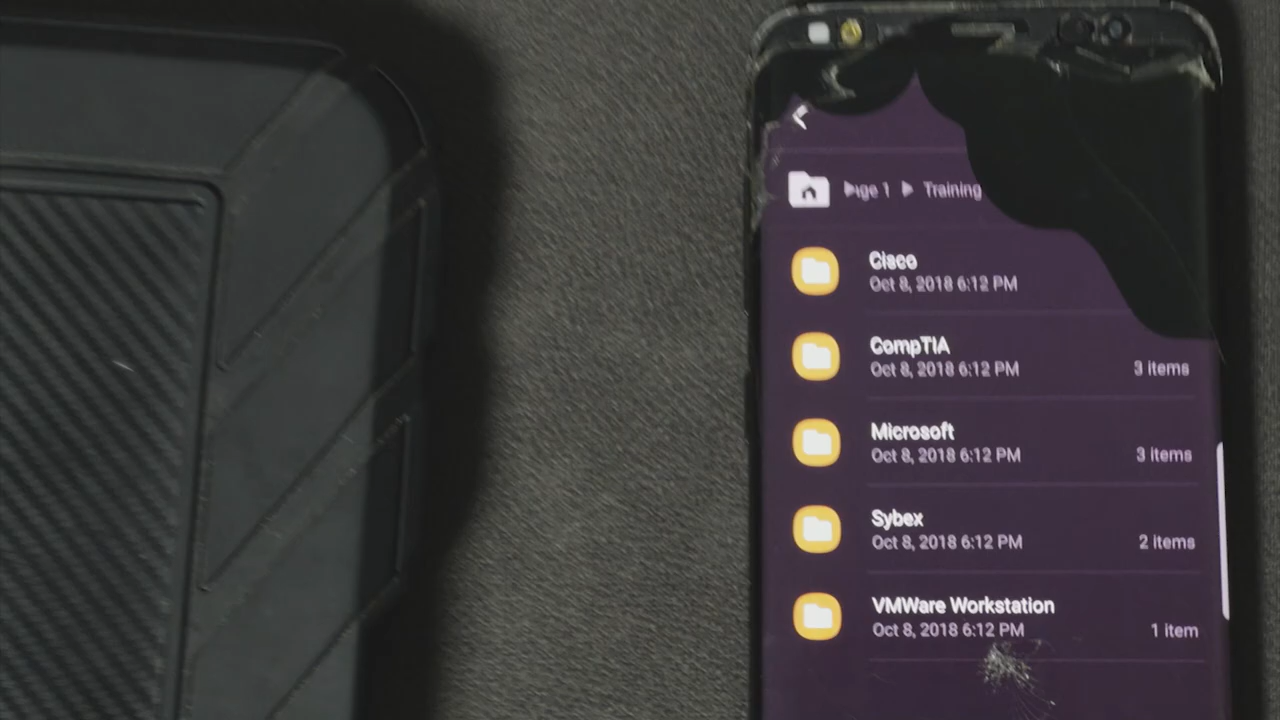 1
Training
Cisco
Oct 8, 2018 6:12 PM
CompTIA
Oct 8, 2018 6:12 PM 3 items
Microsoft
Oct 8, 2018 6:12 PM 3 items
Sybex
Oct 8, 2018 6:12 PM 2 items
VMWare Workstation
Oct 8, 2018 6:12 PM 1 item